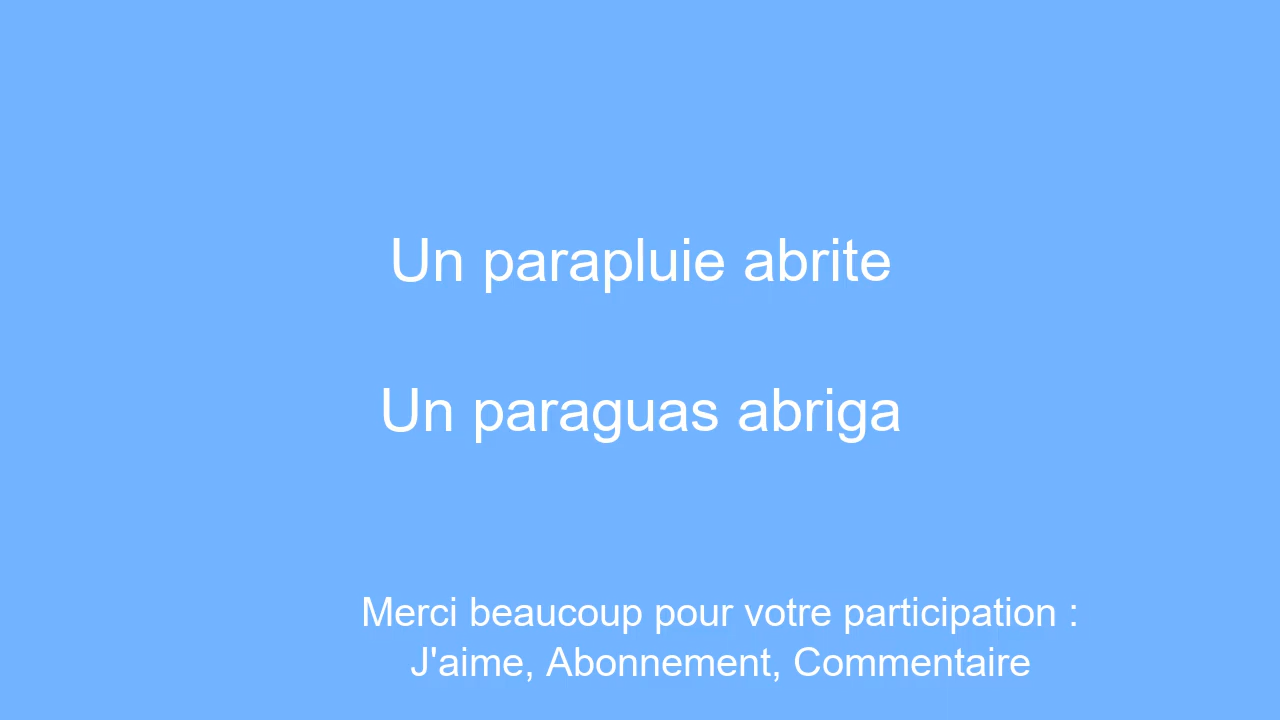 Un parapluie abrite
Un paraguas abriga
Merci beaucoup pour votre participation :
J'aime, Abonnement, Commentaire